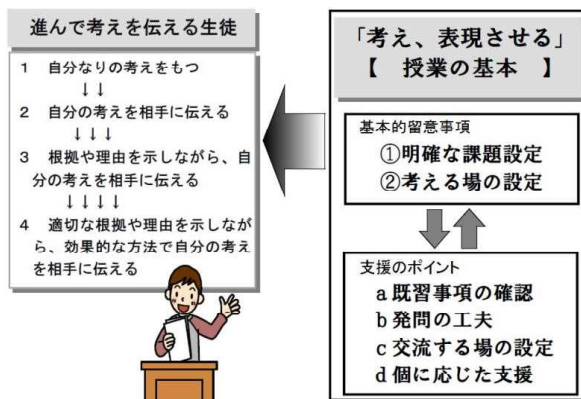 進んで考えを伝える生徒
1 自分なりの考えをもつ
↓↓
2 自分の考えを相手に伝える
↓↓↓
3 根拠や理由を示しながら、自
分の考えを相手に伝える
↓↓↓↓
4 適切な根拠や理由を示しなが
ら、効果的な方法で自分の考え
を相手に伝える
「考え、表現させる」
【 授業の基本 】
基本的留意事項
①明確な課題設定
②考える場の設定
支援のポイント
a 既習事項の確認
b 発問の工夫
c 交流する場の設定
d 個に応じた支援